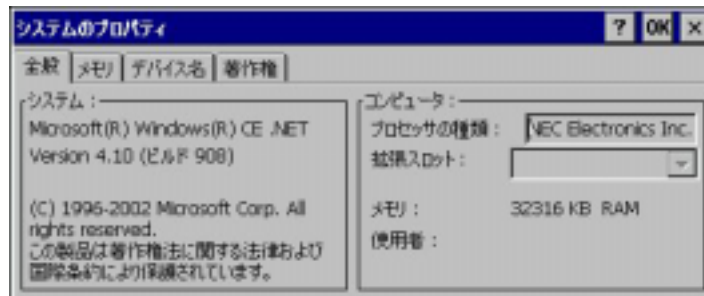 システムのプロパティ
? OK ×
全般 メモリ デバイス名 著作権
システム：
Microsoft(R) Windows(R) CE .NET
Version 4.10 (ビルド 908)
(C) 1996-2002 Microsoft Corp. All
rights reserved.
この製品は著作権法に関する法律および
国際条約により保護されています。
コンピュータ：
プロセッサの種類： NEC Electronics Inc.
拡張スロット：
メモリ： 32316 KB RAM
使用者：